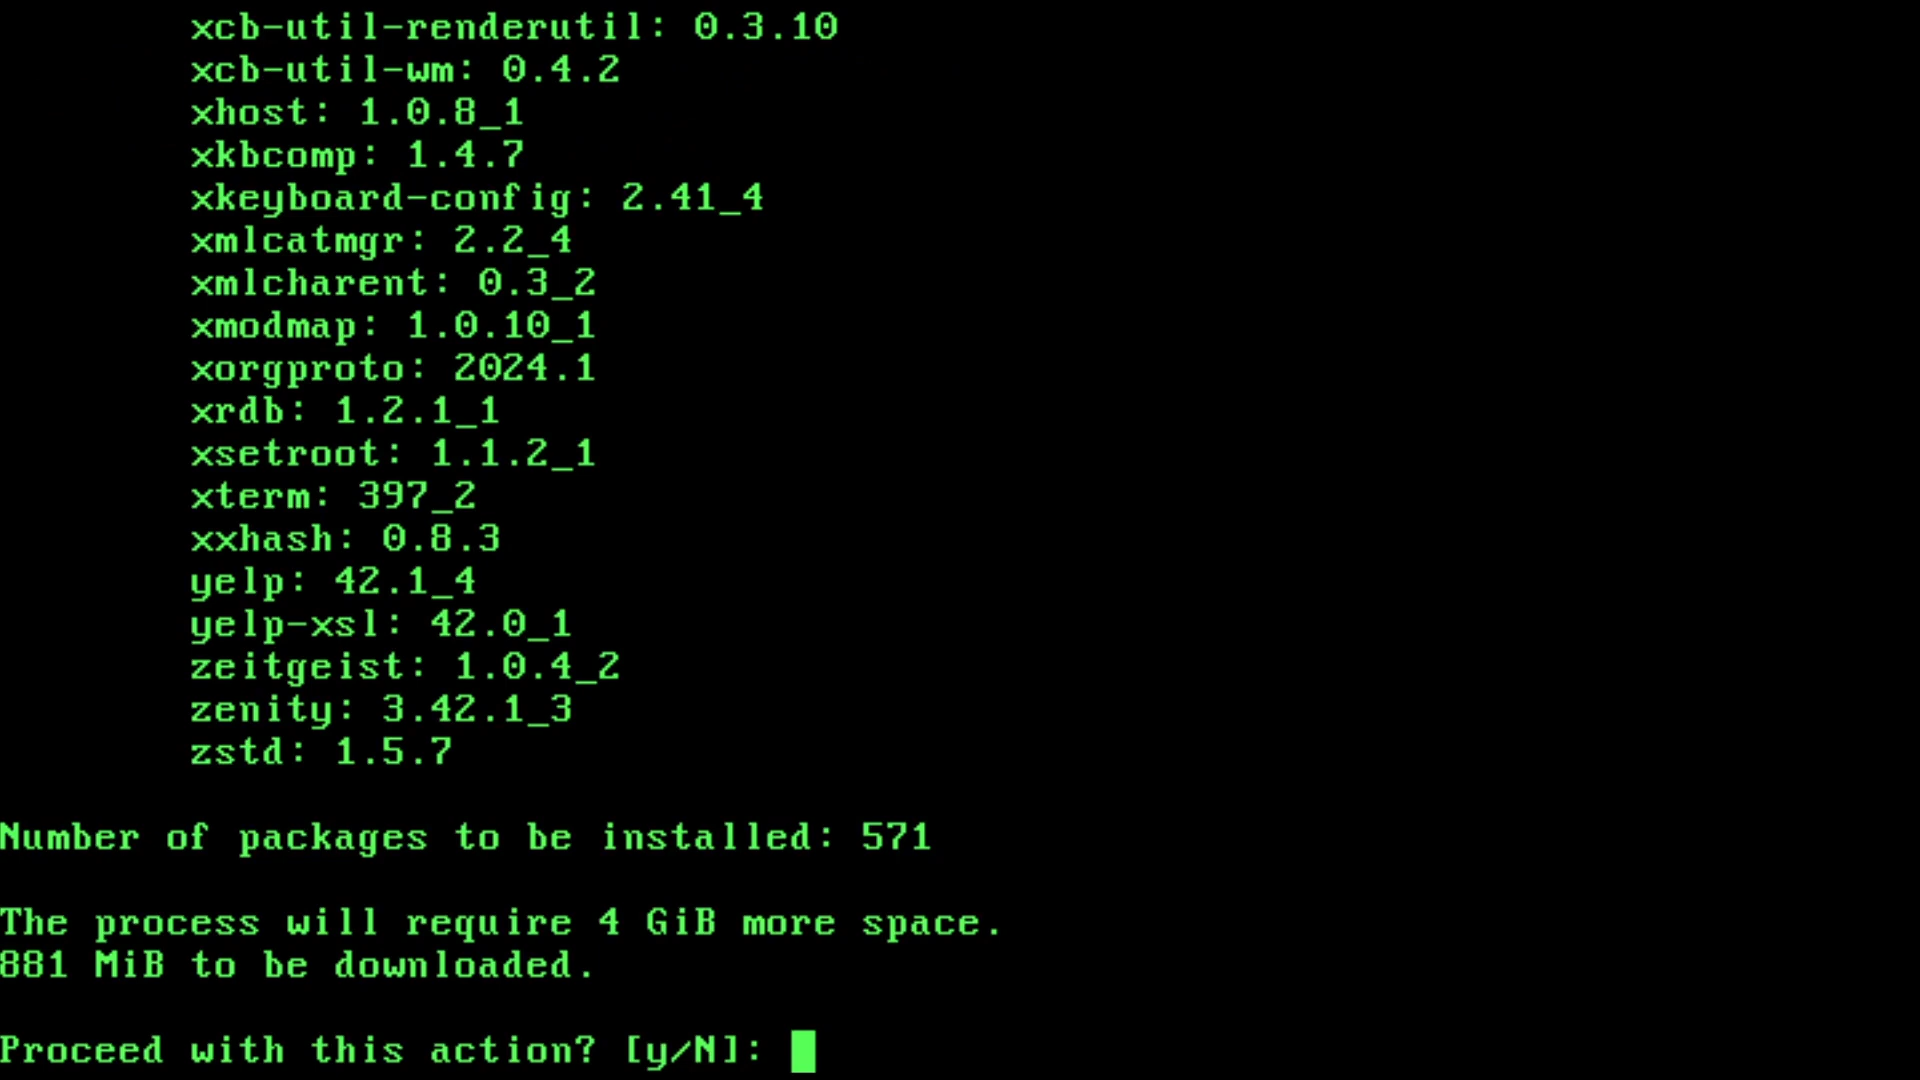 xcb-util-renderutil: 0.3.10
xcb-util-wm: 0.4.2
xhost: 1.0.8_1
xkbcomp: 1.4.7
xkeyboard-config: 2.41_4
xmlcatmgr: 2.2_4
xmlcharent: 0.3_2
xmodmap: 1.0.10_1
xorgproto: 2024.1
xrdb: 1.2.1_1
xsetroot: 1.1.2_1
xterm: 397_2
xxhash: 0.8.3
yelp: 42.1_4
yelp-xsl: 42.0_1
zeitgeist: 1.0.4_2
zenity: 3.42.1_3
zstd: 1.5.7
Number of packages to be installed: 571
The process will require 4 GiB more space.
881 MiB to be downloaded.
Proceed with this action? [y/N]: